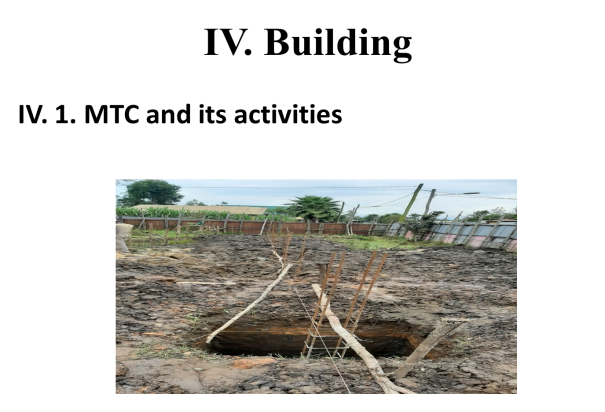 IV. Building
IV. 1. MTC and its activities